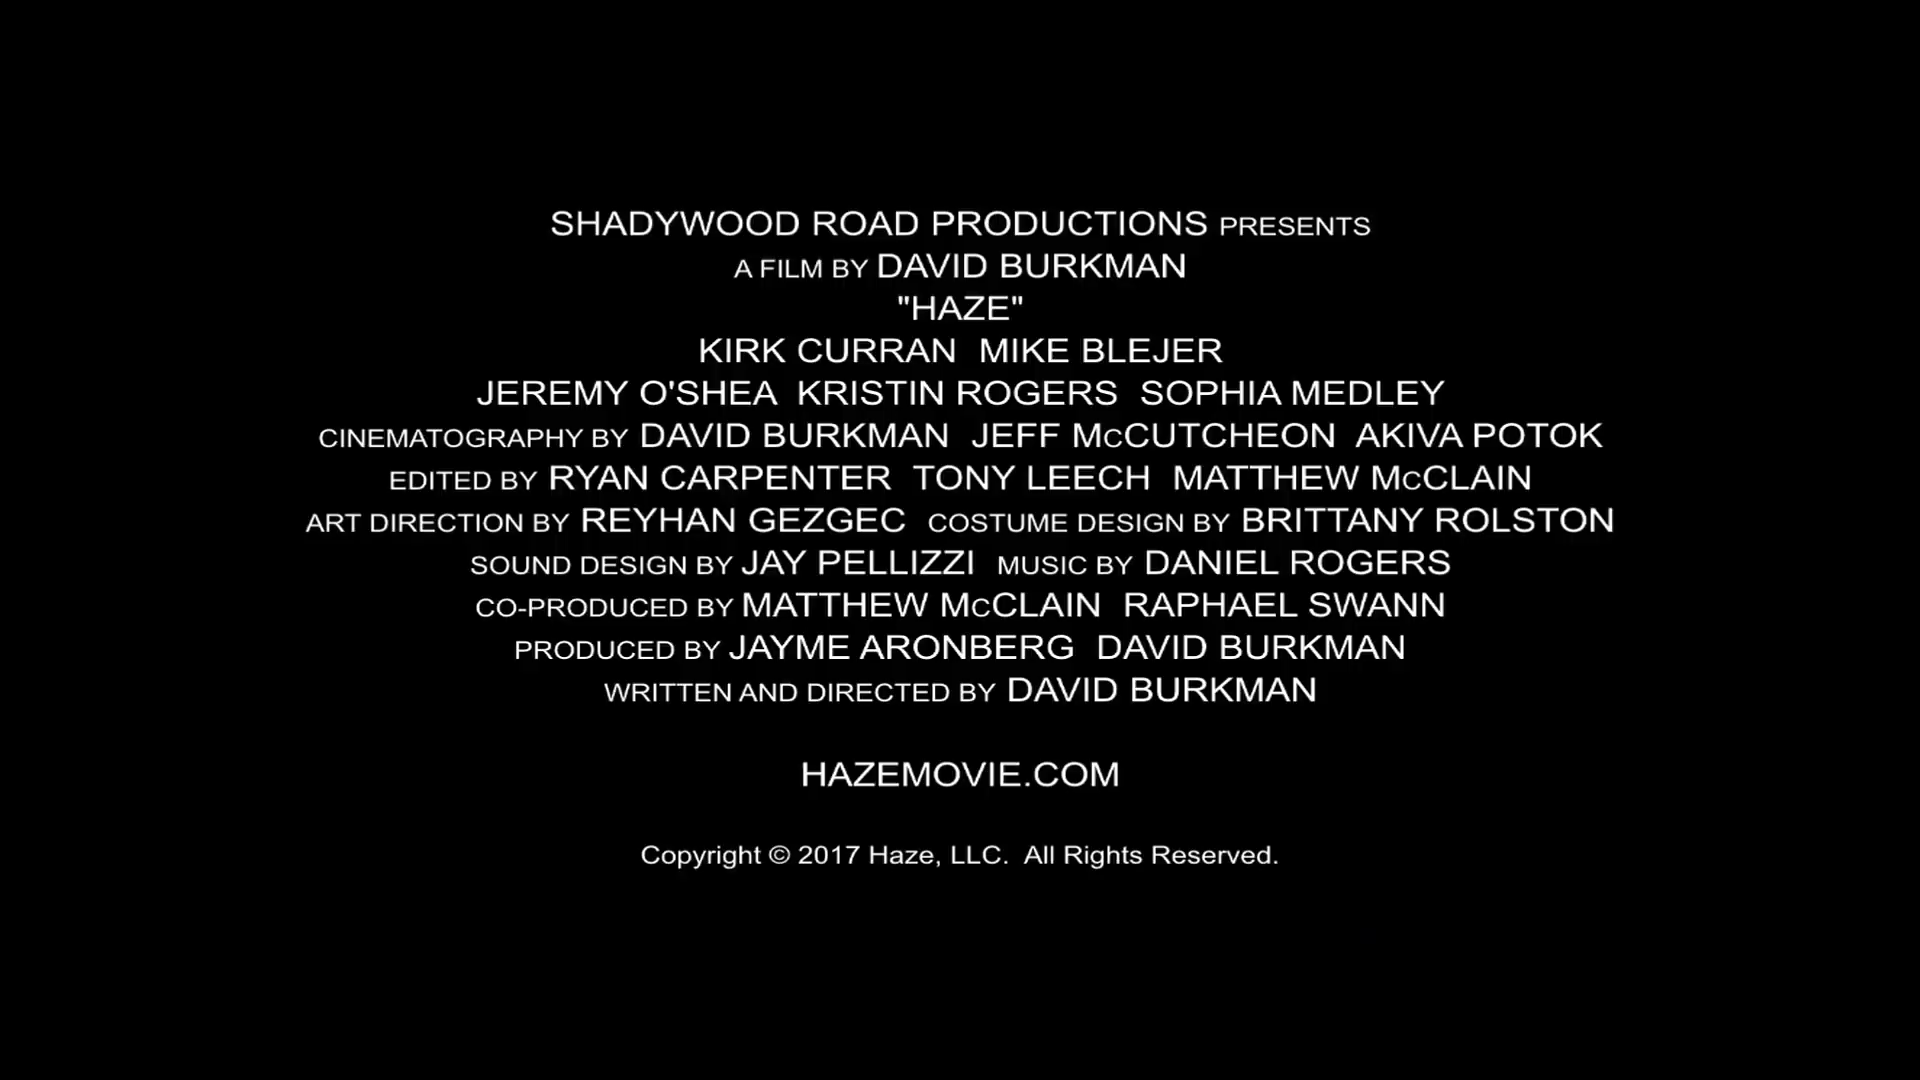 SHADYWOOD ROAD PRODUCTIONS PRESENTS
A FILM BY DAVID BURKMAN
"HAZE"
KIRK CURRAN  MIKE BLEJER
JEREMY O'SHEA  KRISTIN ROGERS  SOPHIA MEDLEY
CINEMATOGRAPHY BY DAVID BURKMAN  JEFF McCUTCHEON  AKIVA POTOK
EDITED BY RYAN CARPENTER  TONY LEECH  MATTHEW McCLAIN
ART DIRECTION BY REYHAN GEZGEC  COSTUME DESIGN BY BRITTANY ROLSTON
SOUND DESIGN BY JAY PELLIZZI  MUSIC BY DANIEL ROGERS
CO-PRODUCED BY MATTHEW McCLAIN  RAPHAEL SWANN
PRODUCED BY JAYME ARONBERG  DAVID BURKMAN
WRITTEN AND DIRECTED BY DAVID BURKMAN
HAZEMOVIE.COM
Copyright © 2017 Haze, LLC.  All Rights Reserved.